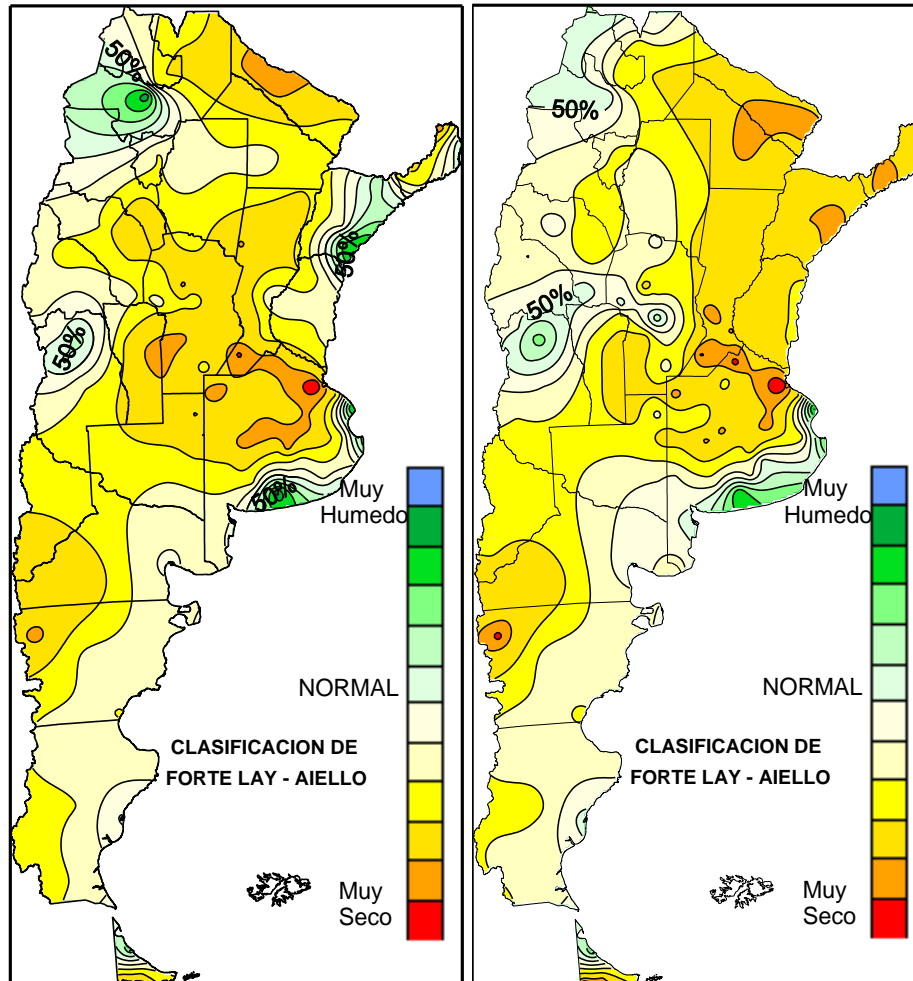 50%
50%
50%
50%
Muy
Humedo
NORMAL
CLASIFICACION DE
FORTE LAY - AIELLO
Muy
Seco
50%
50%
Muy
Humedo
NORMAL
CLASIFICACION DE
FORTE LAY - AIELLO
Muy
Seco